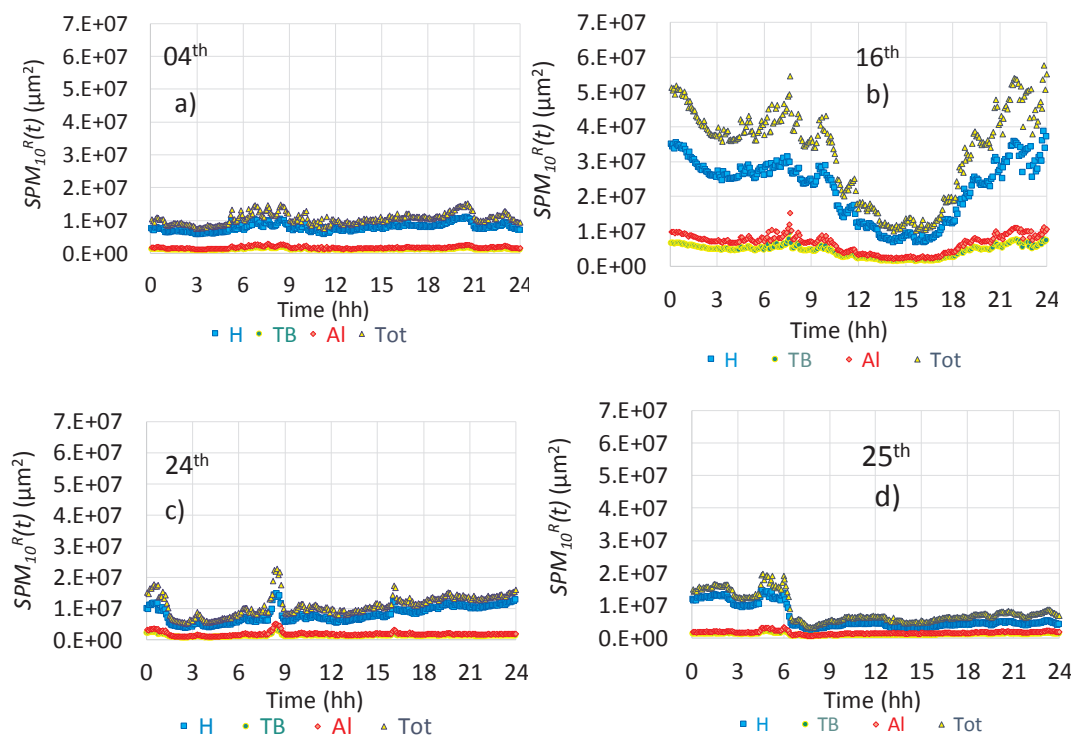 7.E+07
6.E+07
5.E+07
4.E+07
3.E+07
2.E+07
1.E+07
0.E+00
SPM₁₀ᴿ(t) (µm²)
04ᵗʰ
a)
0 3 6 9 12 15 18 21 24
Time (hh)
H TB Al Tot
7.E+07
6.E+07
5.E+07
4.E+07
3.E+07
2.E+07
1.E+07
0.E+00
SPM₁₀ᴿ(t) (µm²)
16ᵗʰ
b)
0 3 6 9 12 15 18 21 24
Time (hh)
H TB Al Tot
7.E+07
6.E+07
5.E+07
4.E+07
3.E+07
2.E+07
1.E+07
0.E+00
SPM₁₀ᴿ(t) (µm²)
24ᵗʰ
c)
0 3 6 9 12 15 18 21 24
Time (hh)
H TB Al Tot
7.E+07
6.E+07
5.E+07
4.E+07
3.E+07
2.E+07
1.E+07
0.E+00
SPM₁₀ᴿ(t) (µm²)
25ᵗʰ
d)
0 3 6 9 12 15 18 21 24
Time (hh)
H TB Al Tot